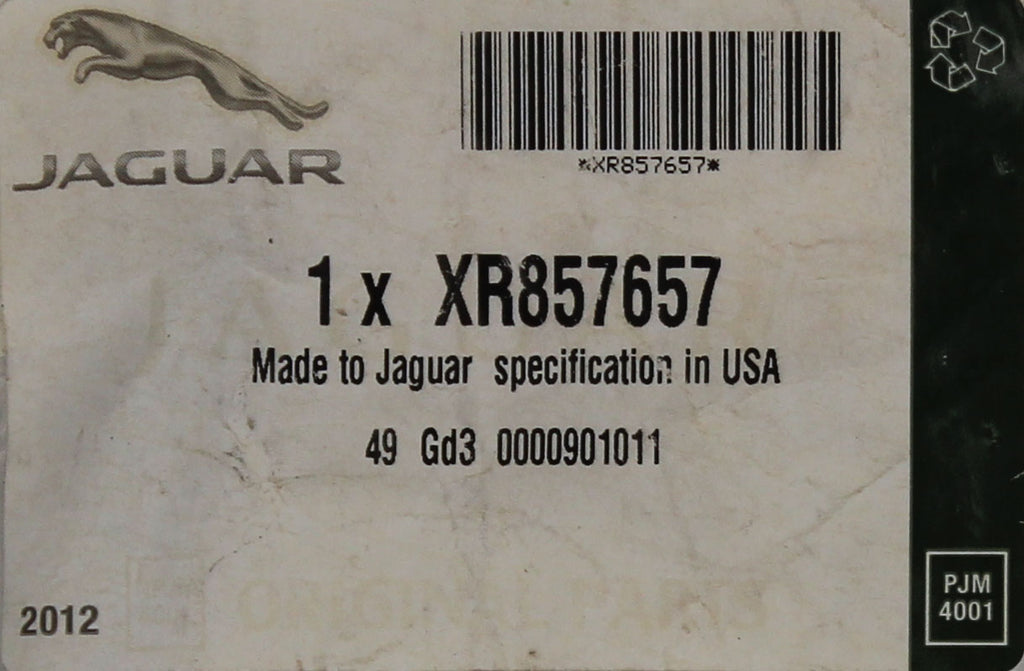 JAGUAR
*XR857657*
1 x XR857657
Made to Jaguar specification in USA
49 Gd3 0000901011
2012
PJM
4001